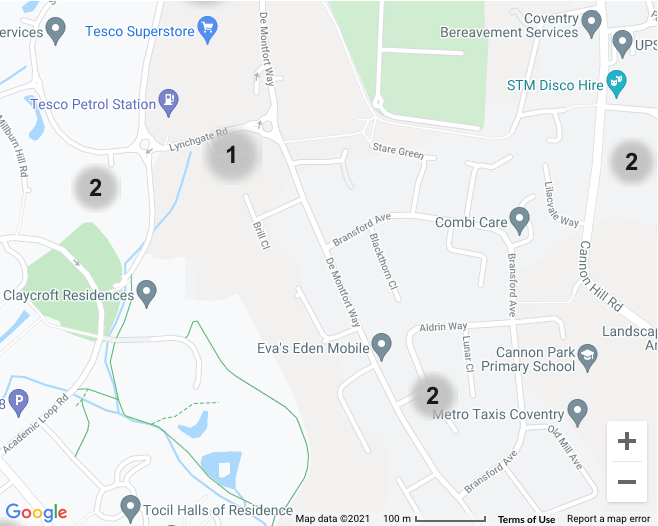 Coventry
Bereavement Services
ervices
Tesco Superstore
De Montfort Way
UPS
STM Disco Hire
Tesco Petrol Station
Millburn Hill Rd
Lynchgate Rd
1
2
2
Stare Green
Lilacvale Way
Combi Care
Bransford Ave
Brill Cl
Blackthorn Cl
De Montfort Way
Bransford Ave
Cannon Hill Rd
Claycroft Residences
Aldrin Way
Lunar Cl
Landscap
Ar
Eva's Eden Mobile
Cannon Park
Primary School
2
8
P
Metro Taxis Coventry
Academic Loop Rd
Old Mill Ave
Bransford Ave
+
−
Tocil Halls of Residence
Google
Map data ©2021
100 m
Terms of Use
Report a map error